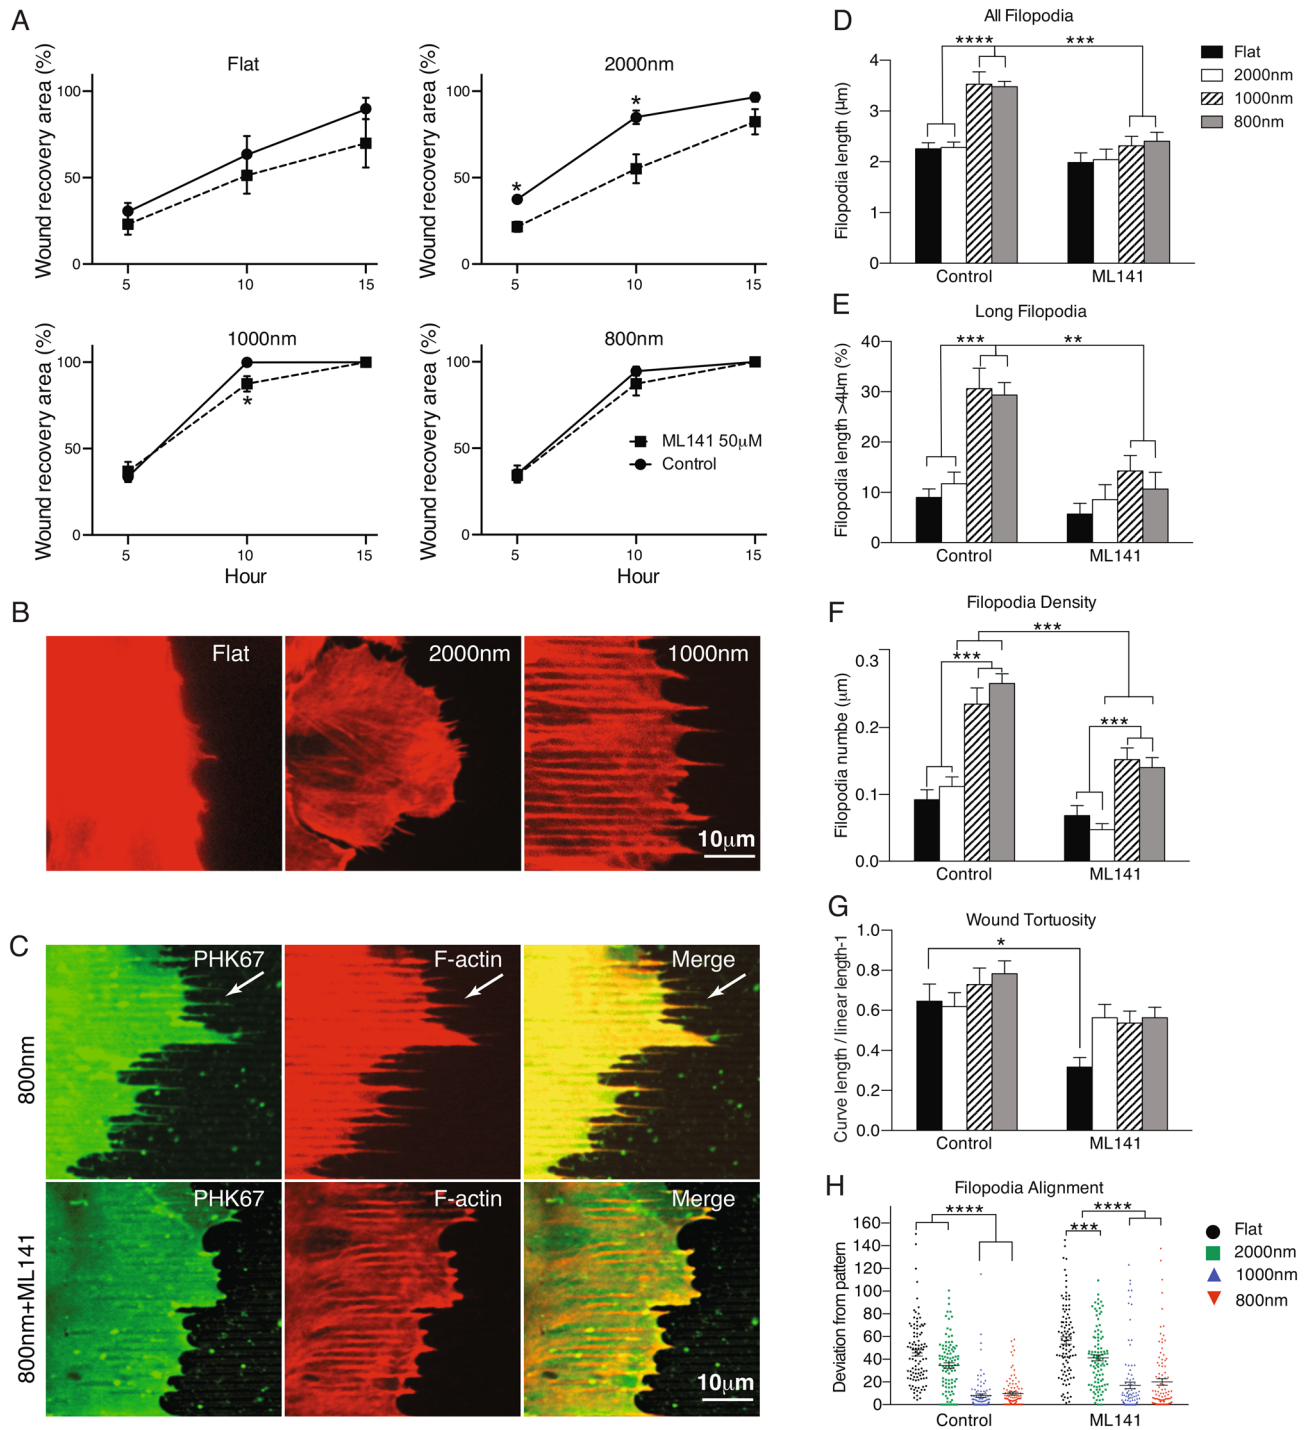 A
Flat
Wound recovery area (%)
100
50
0
5
10
15
2000nm
Wound recovery area (%)
100
50
0
*
*
5
10
15
1000nm
Wound recovery area (%)
100
50
0
*
5
10
15
Hour
800nm
Wound recovery area (%)
100
50
0
ML141 50μM
Control
5
10
15
Hour
B
Flat
2000nm
1000nm
10μm
C
800nm
PHK67
F-actin
Merge
800nm+ML141
PHK67
F-actin
Merge
10μm
D
All Filopodia
**** ***
Filopodia length (μm)
4
3
2
1
0
Control ML141
Flat
2000nm
1000nm
800nm
E
Long Filopodia
*** **
Filopodia length >4μm (%)
40
30
20
10
0
Control ML141
F
Filopodia Density
***
***
***
Filopodia numbe (μm)
0.3
0.2
0.1
0.0
Control ML141
G
Wound Tortuosity
*
Curve length / linear length-1
1.0
0.8
0.6
0.4
0.2
0.0
Control ML141
H
Filopodia Alignment
**** ****
***
Deviation from pattern
160
140
120
100
80
60
40
20
0
Control ML141
Flat
2000nm
1000nm
800nm